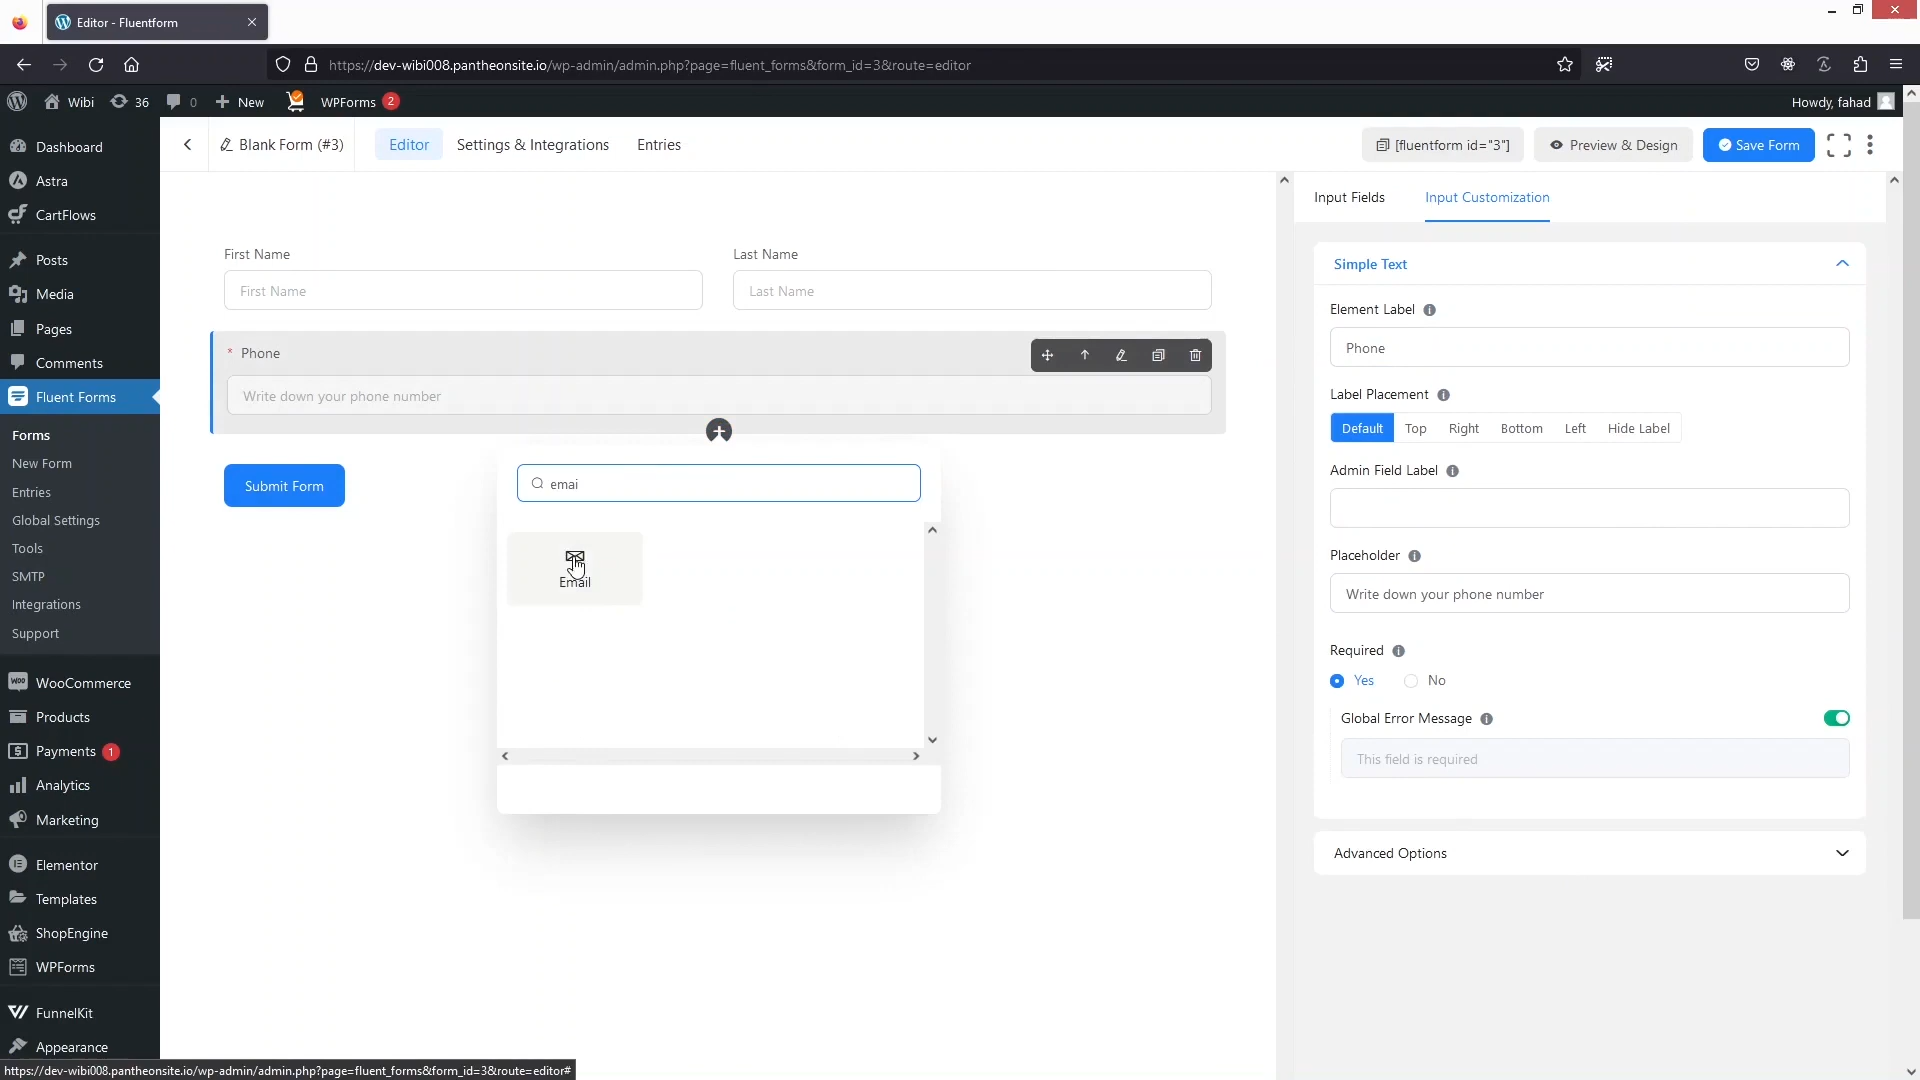 Editor - Fluentform
https://dev-wibi008.pantheonsite.io/wp-admin/admin.php?page=fluent_forms&form_id=3&route=editor
Wibi 36 0 New WPForms 2 Howdy, fahad
Dashboard
Astra
CartFlows
Posts
Media
Pages
Comments
Fluent Forms
Forms
New Form
Entries
Global Settings
Tools
SMTP
Integrations
Support
WooCommerce
Products
Payments 1
Analytics
Marketing
Elementor
Templates
ShopEngine
WPForms
FunnelKit
Appearance
Blank Form (#3) Editor Settings & Integrations Entries [fluentform id="3"] Preview & Design Save Form
First Name Last Name
First Name Last Name
* Phone
Write down your phone number
Submit Form
emai
Email
Input Fields Input Customization
Simple Text
Element Label
Phone
Label Placement
Default Top Right Bottom Left Hide Label
Admin Field Label
Placeholder
Write down your phone number
Required
Yes No
Global Error Message
This field is required
Advanced Options
https://dev-wibi008.pantheonsite.io/wp-admin/admin.php?page=fluent_forms&form_id=3&route=editor#